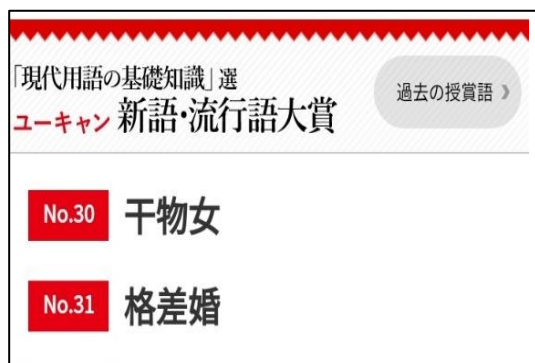 「現代用語の基礎知識」選
ユーキャン 新語・流行語大賞
過去の授賞語 》
No.30 干物女
No.31 格差婚